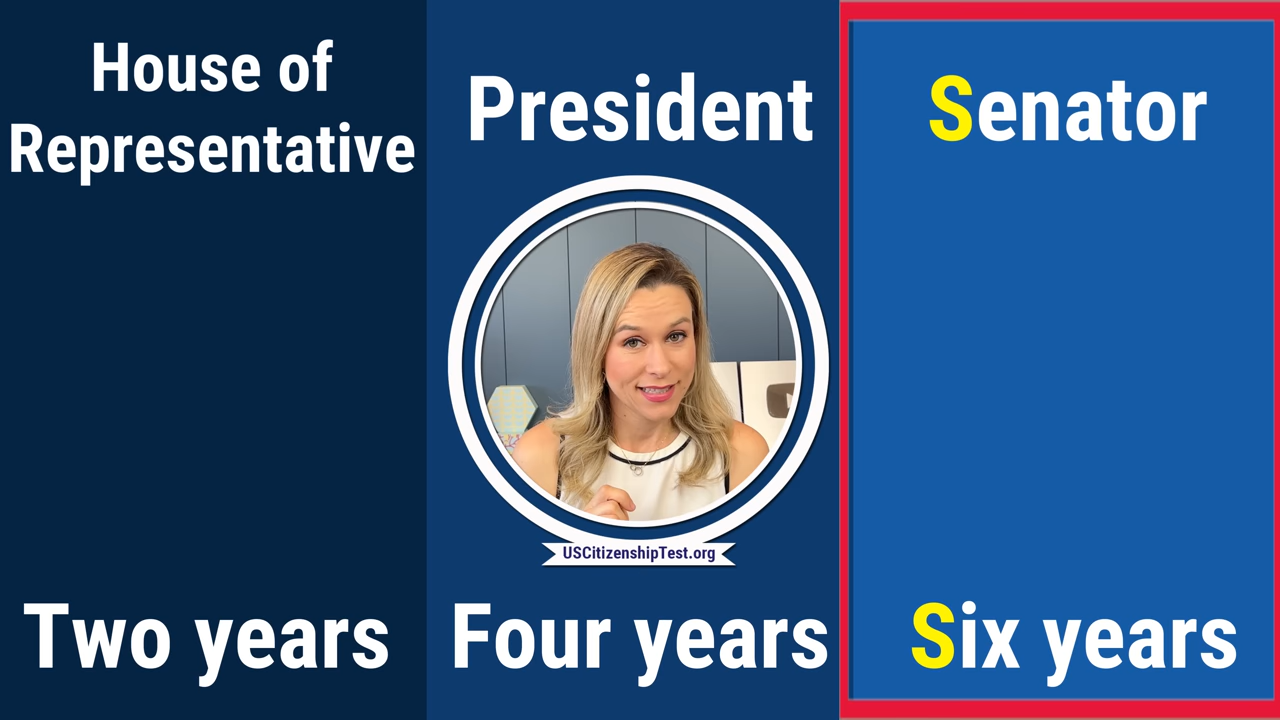 House of
Representative
Two years
President
USCitizenshipTest.org
Four years
Senator
Six years